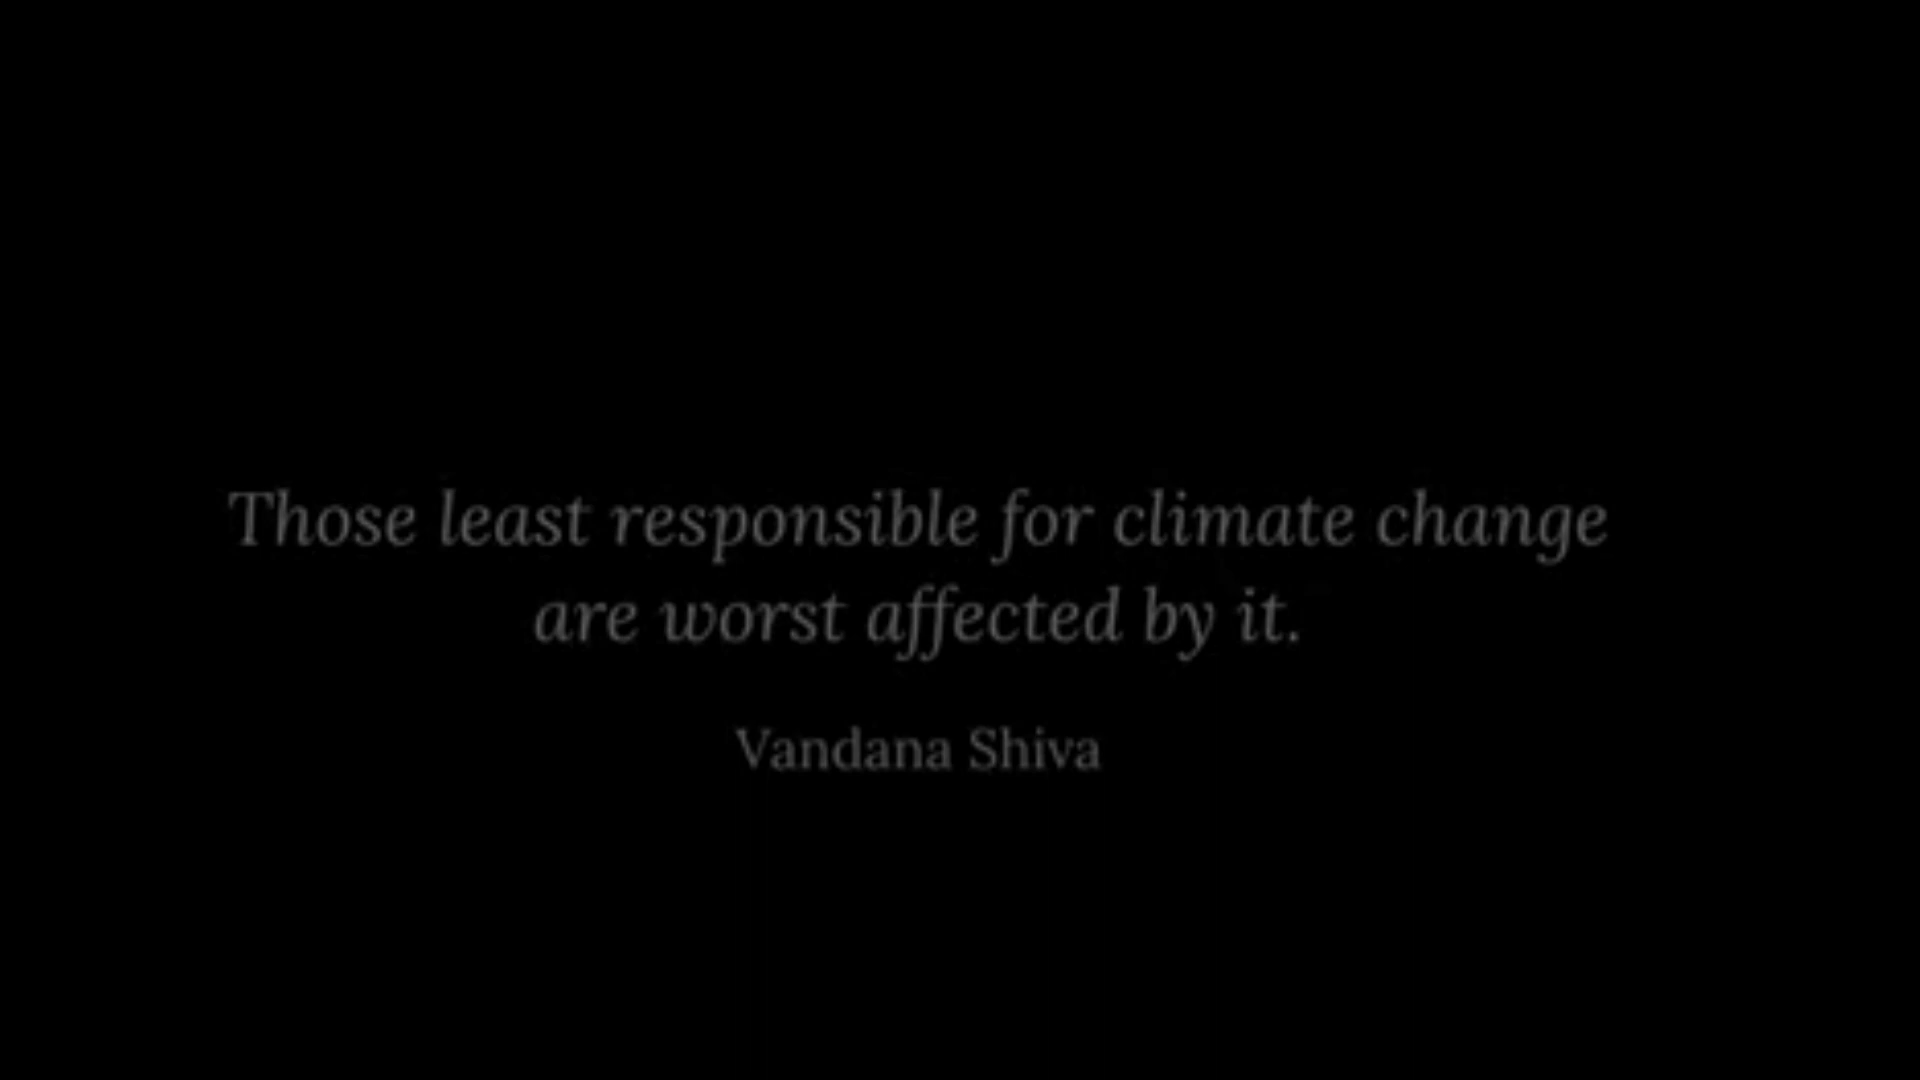 Those least responsible for climate change
are worst affected by it.
Vandana Shiva